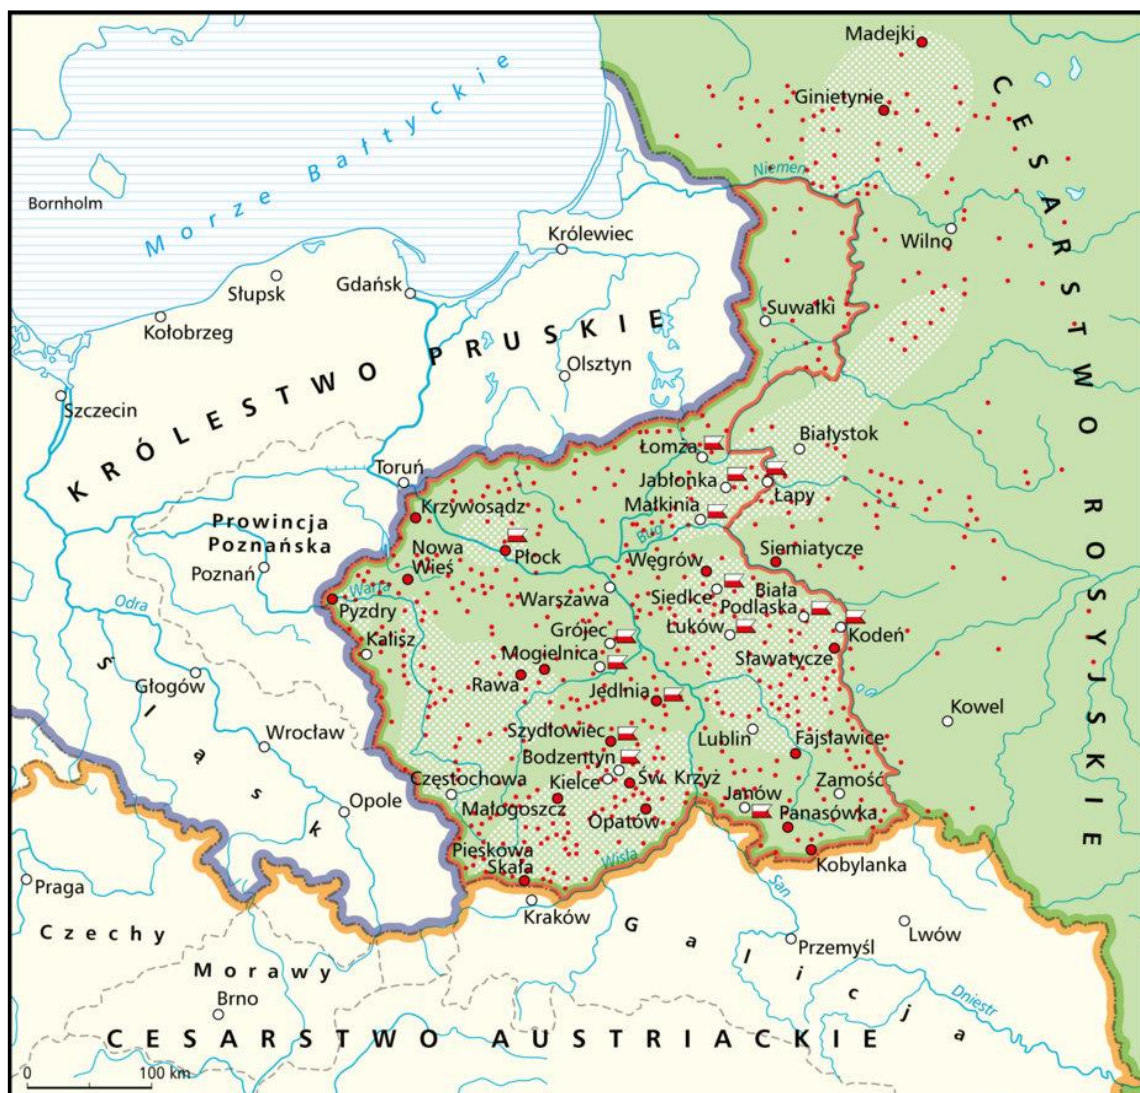 Madejki
Ginietynie
CESARSTWO ROSYJSKIE
Niemen
Morze Bałtyckie
Bornholm
Wilno
Królewiec
Słupsk
Gdańsk
Kołobrzeg
Suwałki
KRÓLESTWO PRUSKIE
Olsztyn
Szczecin
Białystok
Łomża
Toruń
Jabłonka
Łapy
Małkinia
Krzywosądz
Prowincja
Poznańska
Bug
Płock
Nowa
Wieś
Węgrów
Siemiatycze
Poznań
Warta
Siedlce
Biała
Podląska
Warszawa
Odra
Pyzdry
Grójec
Łuków
Kodeń
Kalisz
Mogielnica
Sławatycze
Śląsk
Głogów
Rawa
Jedlnia
Kowel
Szydłowiec
Lublin
Wrocław
Bodzentyn
Fajsławice
Częstochowa
Kielce
Św. Krzyż
Zamość
Opole
Małogoszcz
Janów
Opatów
Panasówka
Pieskowa
Skała
Wisła
Kobylanka
Praga
San
Kraków
Galicja
Lwów
Czechy
Przemyśl
Morawy
Brno
Dniestr
CESARSTWO AUSTRIACKIE
0 100 km